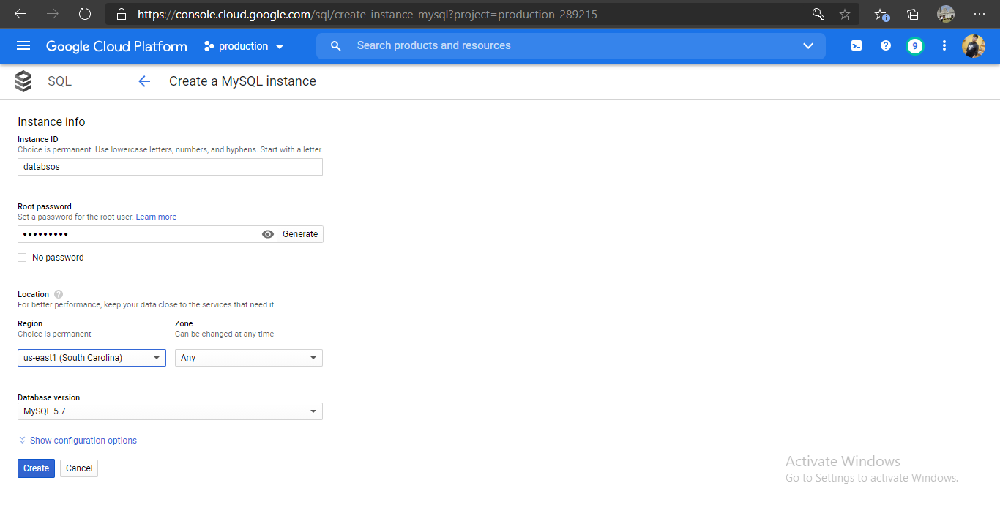 https://console.cloud.google.com/sql/create-instance-mysql?project=production-289215
Google Cloud Platform production Search products and resources 9
SQL Create a MySQL instance
Instance info
Instance ID
Choice is permanent. Use lowercase letters, numbers, and hyphens. Start with a letter.
databsos
Root password
Set a password for the root user. Learn more
Generate
No password
Location
For better performance, keep your data close to the services that need it.
Region Zone
Choice is permanent Can be changed at any time
us-east1 (South Carolina) Any
Database version
MySQL 5.7
Show configuration options
Create Cancel
Activate Windows
Go to Settings to activate Windows.